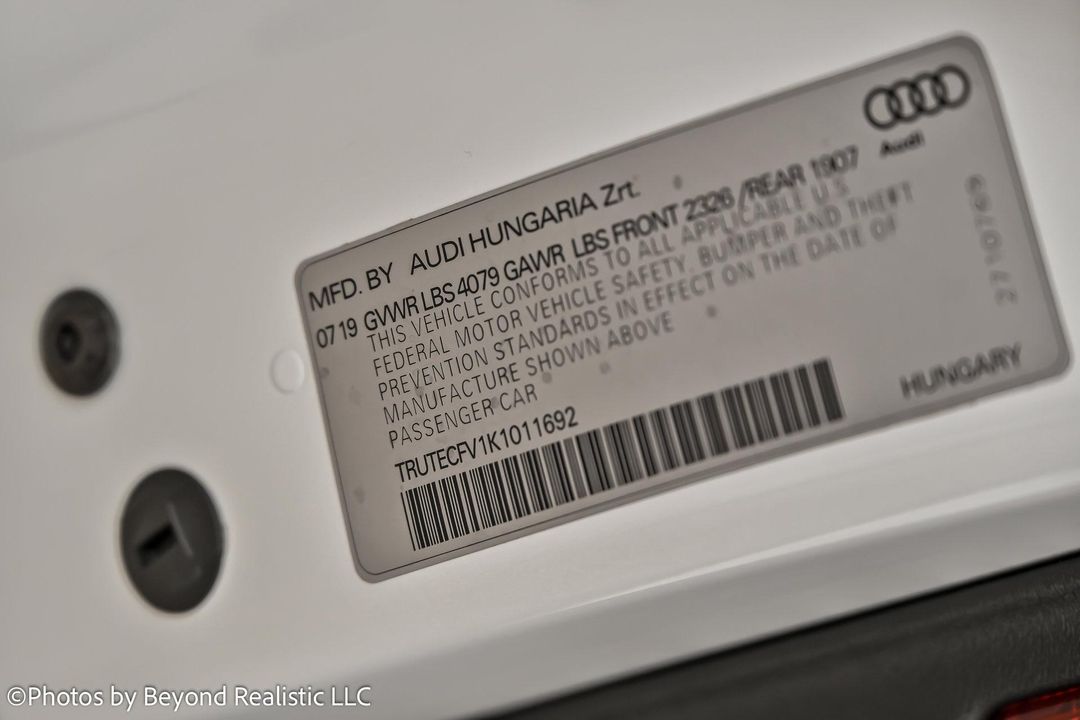 Audi
MFD. BY AUDI HUNGARIA Zrt.
07 19 GVWR LBS 4079 GAWR LBS FRONT 2326 /REAR 1907
THIS VEHICLE CONFORMS TO ALL APPLICABLE U.S
FEDERAL MOTOR VEHICLE SAFETY, BUMPER AND THEFT
PREVENTION STANDARDS IN EFFECT ON THE DATE OF
MANUFACTURE SHOWN ABOVE
PASSENGER CAR
TRUTECFV1K1011692
HUNGARY
©Photos by Beyond Realistic LLC